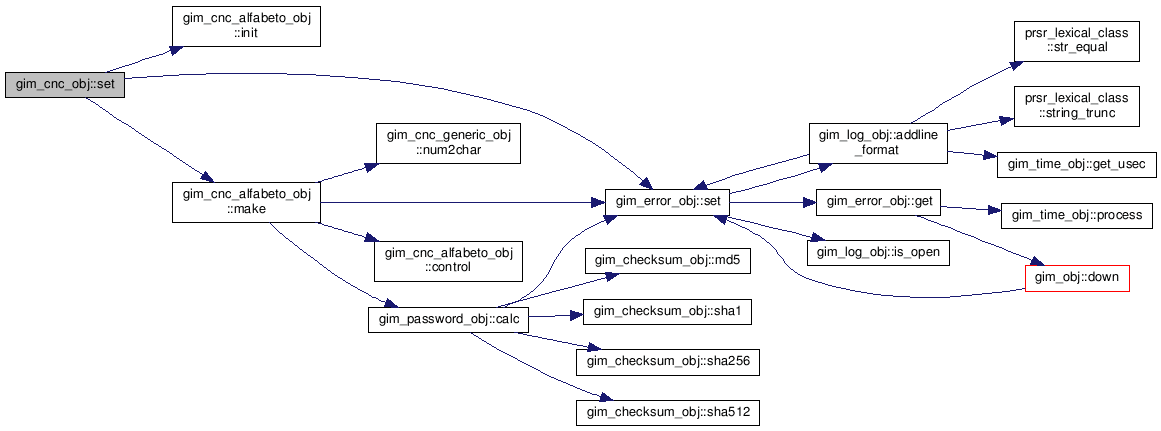 gim_cnc_obj::set
gim_cnc_alfabeto_obj
::init
gim_cnc_alfabeto_obj
::make
gim_cnc_generic_obj
::num2char
gim_cnc_alfabeto_obj
::control
gim_password_obj::calc
gim_error_obj::set
gim_checksum_obj::md5
gim_checksum_obj::sha1
gim_checksum_obj::sha256
gim_checksum_obj::sha512
gim_log_obj::addline
_format
gim_error_obj::get
gim_log_obj::is_open
prsr_lexical_class
::str_equal
prsr_lexical_class
::string_trunc
gim_time_obj::get_usec
gim_time_obj::process
gim_obj::down